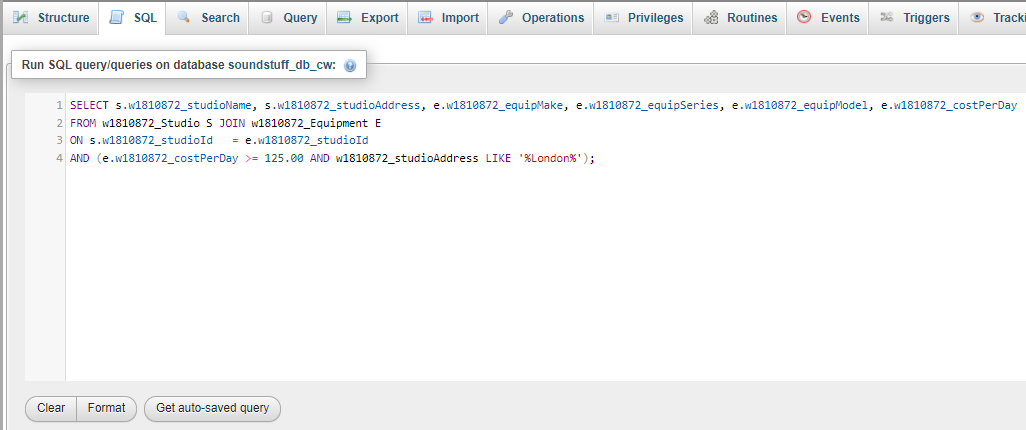 Structure SQL Search Query Export Import Operations Privileges Routines Events Triggers Tracki
Run SQL query/queries on database soundstuff_db_cw:
1 SELECT s.w1810872_studioName, s.w1810872_studioAddress, e.w1810872_equipMake, e.w1810872_equipSeries, e.w1810872_equipModel, e.w1810872_costPerDay
2 FROM w1810872_Studio S JOIN w1810872_Equipment E
3 ON s.w1810872_studioId   = e.w1810872_studioId
4 AND (e.w1810872_costPerDay >= 125.00 AND w1810872_studioAddress LIKE '%London%');
Clear Format Get auto-saved query